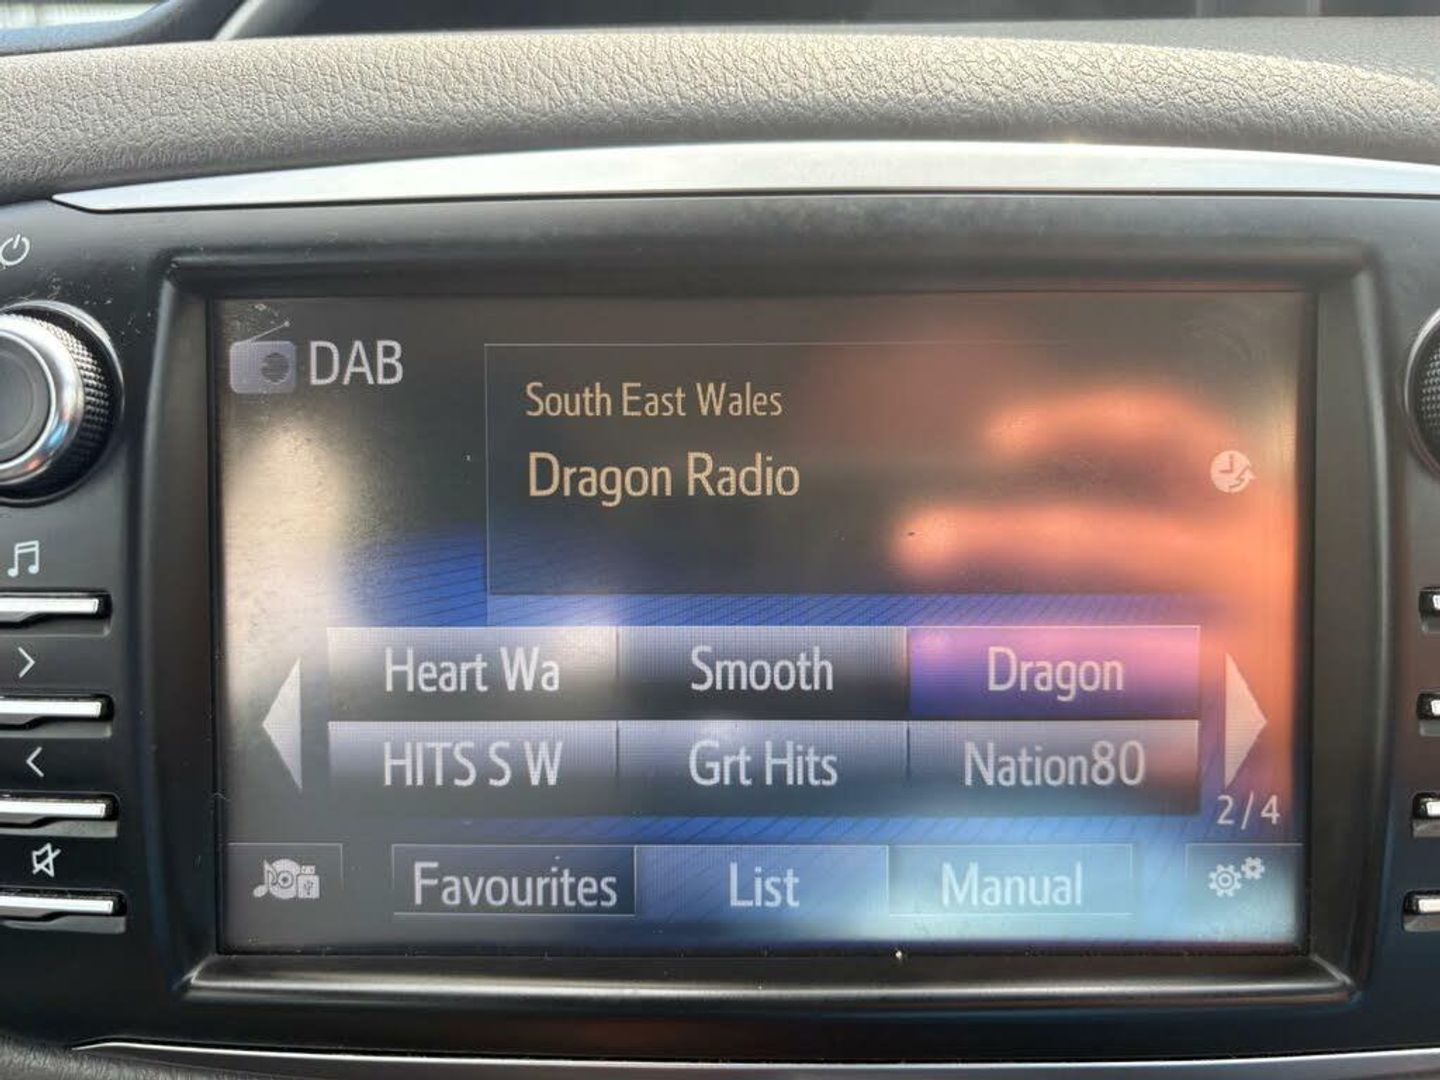 DAB
South East Wales
Dragon Radio
Heart Wa
Smooth
Dragon
HITS S W
Grt Hits
Nation80
2/4
Favourites
List
Manual